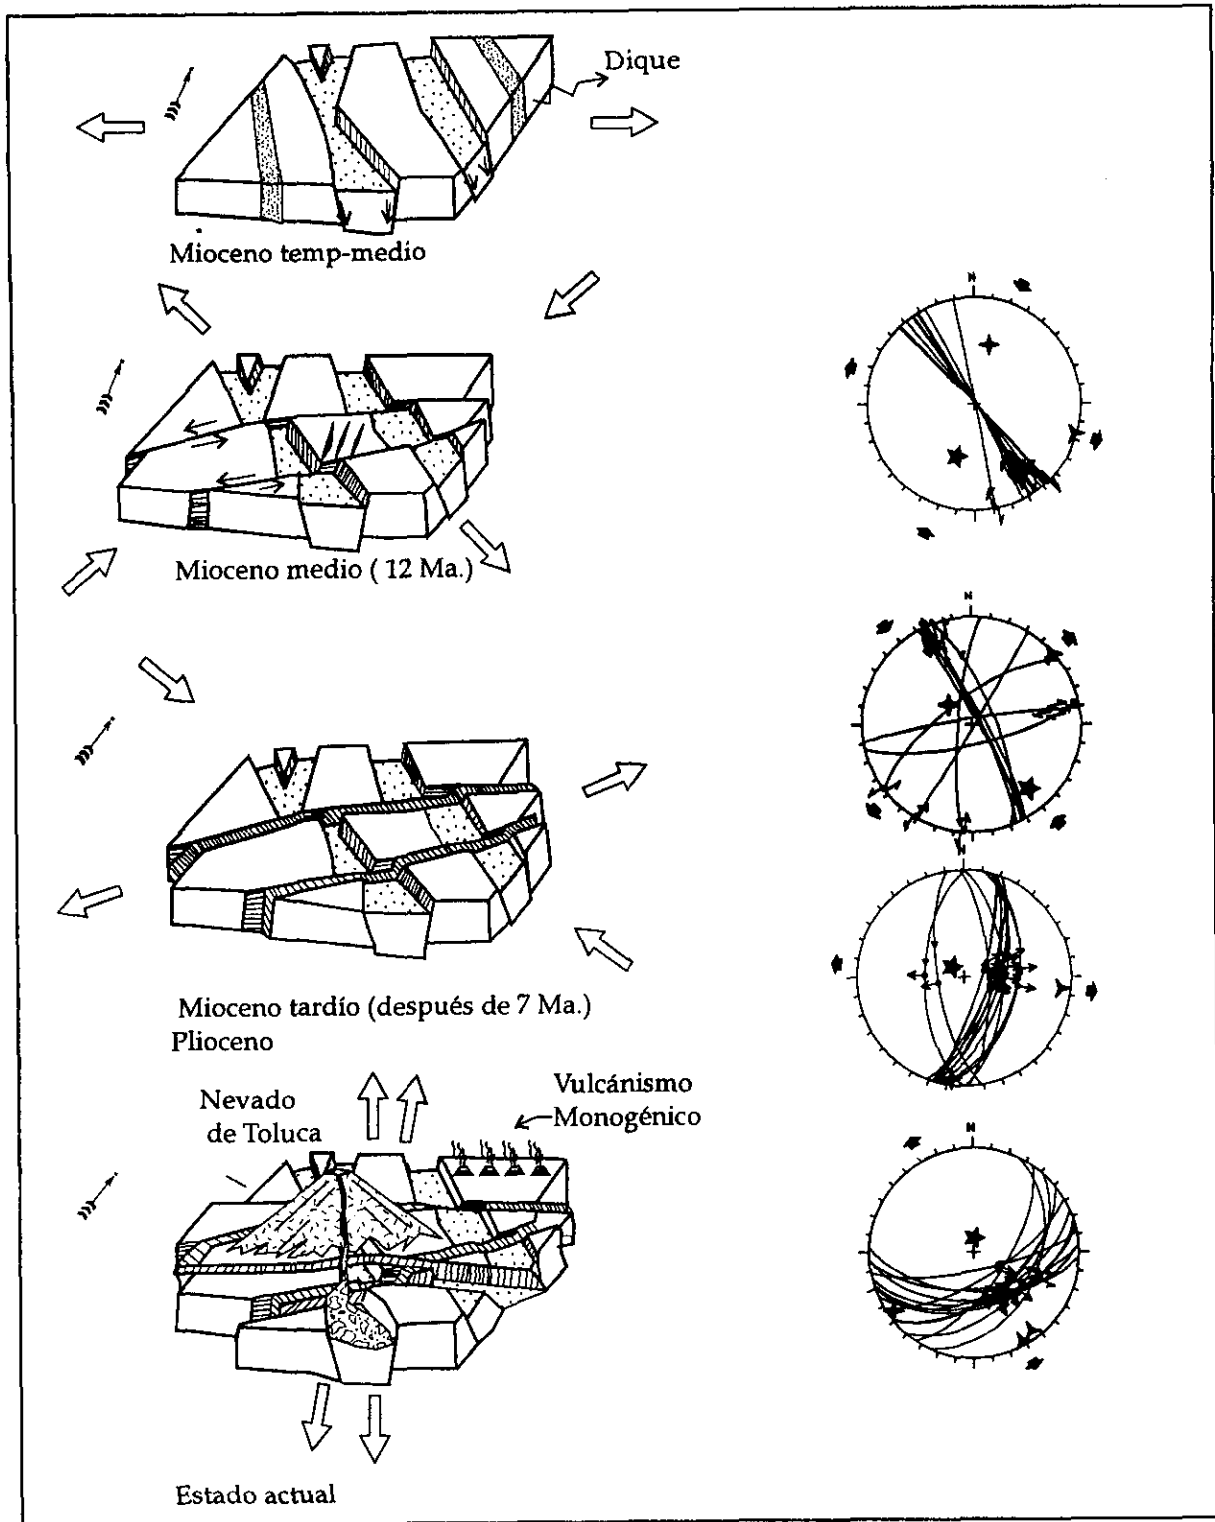 Dique
Mioceno temp-medio
N
Mioceno medio ( 12 Ma.)
N
Mioceno tardío (después de 7 Ma.)
Plioceno
N
Nevado
de Toluca
Vulcánismo
Monogénico
N
Estado actual